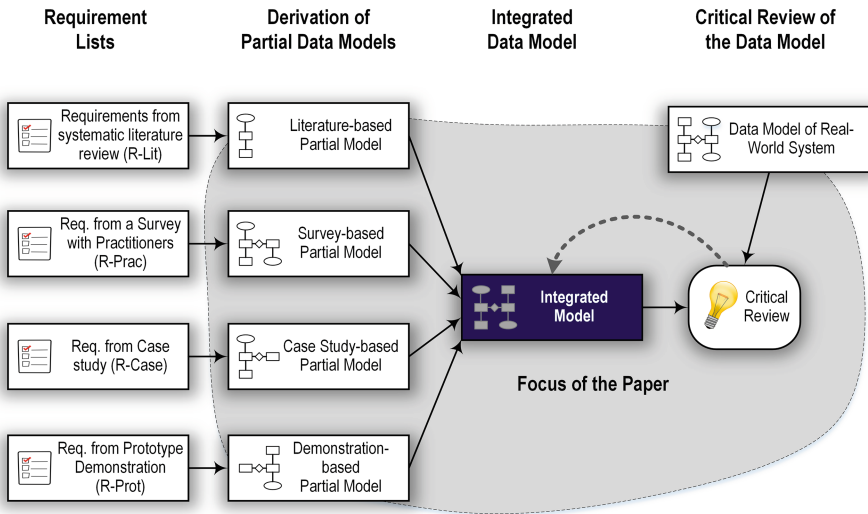 Requirement
Lists
Derivation of
Partial Data Models
Integrated
Data Model
Critical Review of
the Data Model
Requirements from
systematic literature
review (R-Lit)
Literature-based
Partial Model
Data Model of Real-
World System
Req. from a Survey
with Practitioners
(R-Prac)
Survey-based
Partial Model
Integrated
Model
Critical
Review
Req. from Case
study (R-Case)
Case Study-based
Partial Model
Focus of the Paper
Req. from Prototype
Demonstration
(R-Prot)
Demonstration-
based
Partial Model